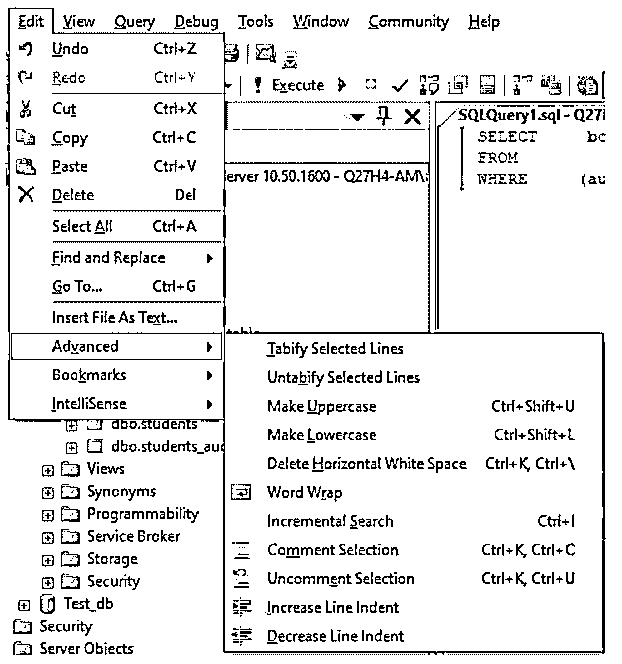 Edit View Query Debug Tools Window Community Help
Undo Ctrl+Z
Redo Ctrl+Y
Execute
Cut Ctrl+X
SQLQuery1.sql - Q27
Copy Ctrl+C
SELECT
FROM
Paste Ctrl+V
erver 10.50.1600 - Q27H4-AM\
WHERE (au
Delete Del
Select All Ctrl+A
Find and Replace
Go To... Ctrl+G
Insert File As Text...
Advanced
Bookmarks
IntelliSense
Tabify Selected Lines
Untabify Selected Lines
Make Uppercase Ctrl+Shift+U
Make Lowercase Ctrl+Shift+L
Delete Horizontal White Space Ctrl+K, Ctrl+\
Word Wrap
Incremental Search Ctrl+I
Comment Selection Ctrl+K, Ctrl+C
Uncomment Selection Ctrl+K, Ctrl+U
Increase Line Indent
Decrease Line Indent
dbo.students
dbo.students_aud
Views
Synonyms
Programmability
Service Broker
Storage
Security
Test_db
Security
Server Objects